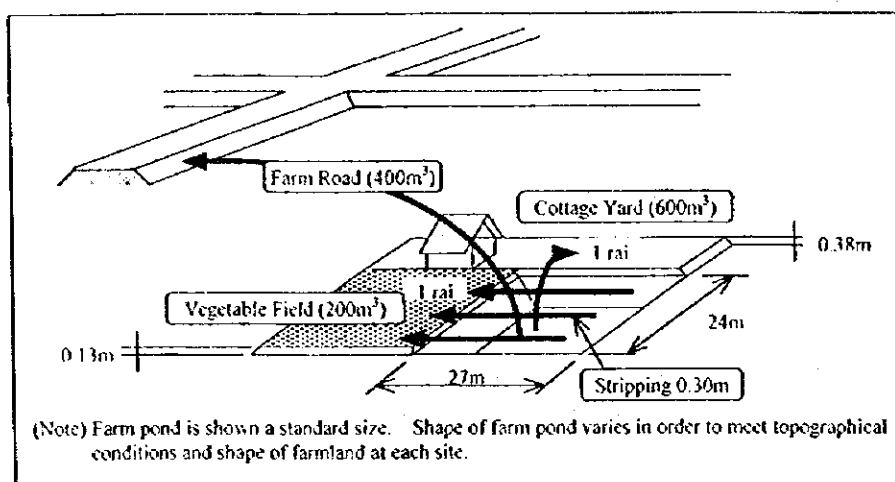 Farm Road (400m³)
Cottage Yard (600m³)
0.38m
1 rai
1 rai
Vegetable Field (200m³)
24m
0.13m
27m
Stripping 0.30m
(Note) Farm pond is shown a standard size. Shape of farm pond varies in order to meet topographical
conditions and shape of farmland at each site.